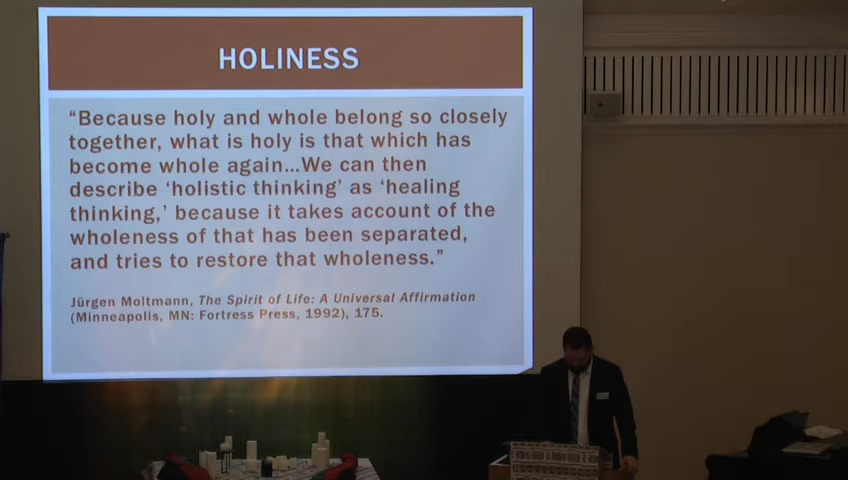 HOLINESS
“Because holy and whole belong so closely
together, what is holy is that which has
become whole again...We can then
describe ‘holistic thinking’ as ‘healing
thinking,’ because it takes account of the
wholeness of that has been separated,
and tries to restore that wholeness.”
Jürgen Moltmann, The Spirit of Life: A Universal Affirmation
(Minneapolis, MN: Fortress Press, 1992), 175.